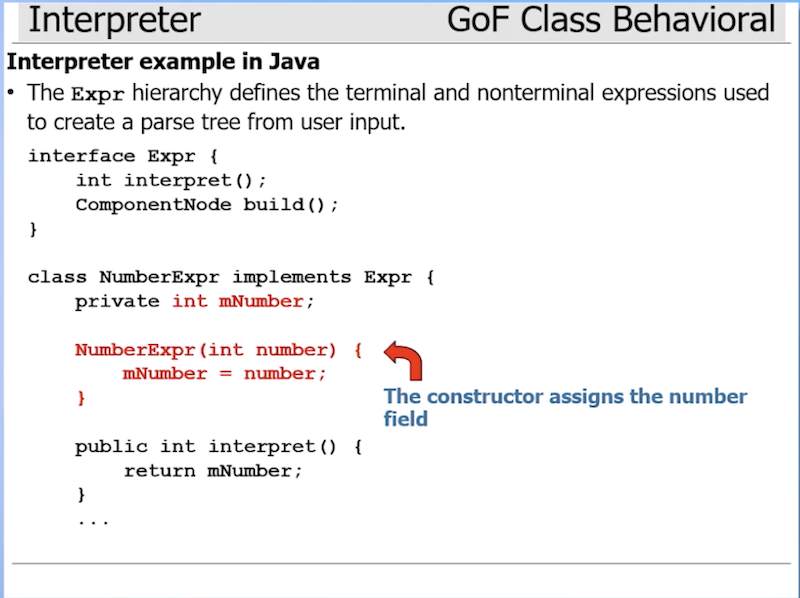 Interpreter GoF Class Behavioral
Interpreter example in Java
• The Expr hierarchy defines the terminal and nonterminal expressions used
to create a parse tree from user input.
interface Expr {
    int interpret();
    ComponentNode build();
}
class NumberExpr implements Expr {
    private int mNumber;
    NumberExpr(int number) {
        mNumber = number;
    }
The constructor assigns the number
field
    public int interpret() {
        return mNumber;
    }
    ...